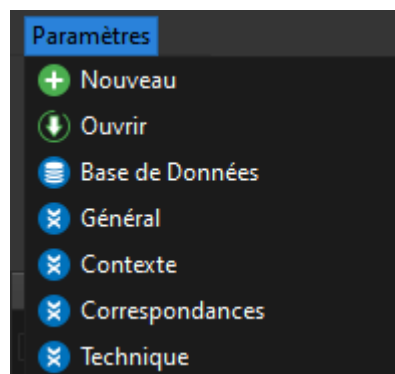 Paramètres
Nouveau
Ouvrir
Base de Données
Général
Contexte
Correspondances
Technique